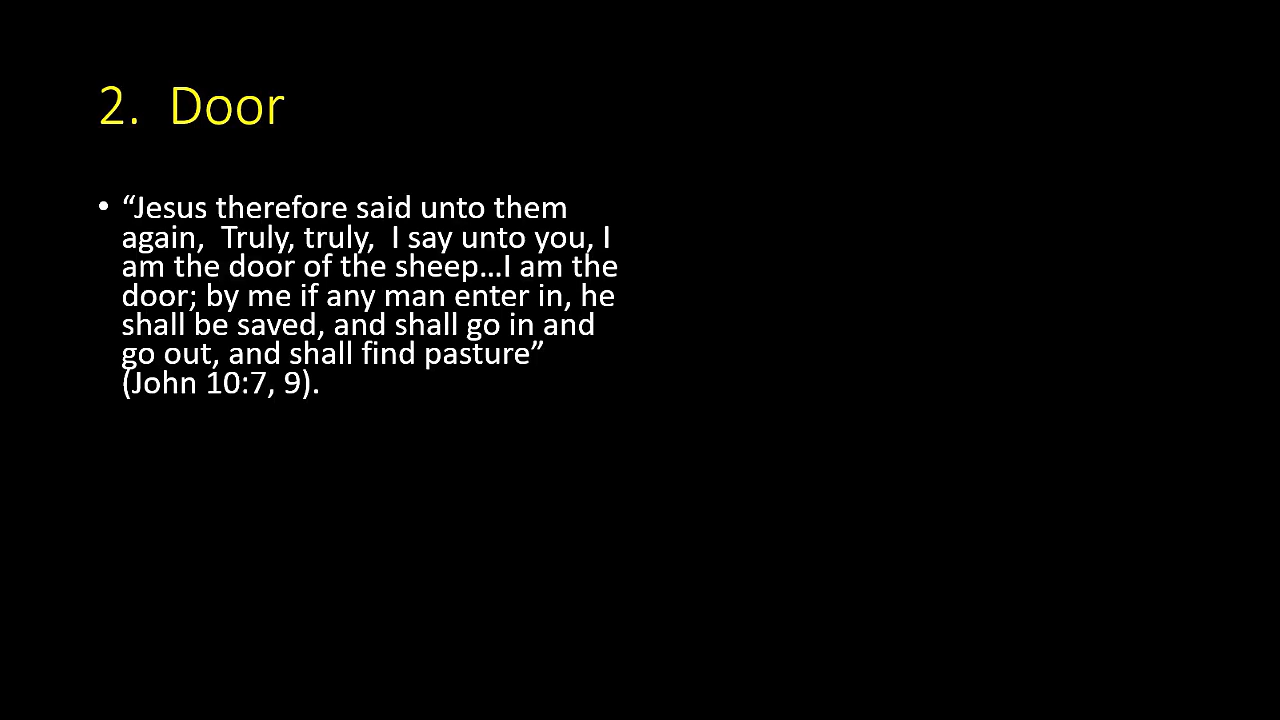 2.  Door
• “Jesus therefore said unto them
again,  Truly, truly,  I say unto you, I
am the door of the sheep…I am the
door; by me if any man enter in, he
shall be saved, and shall go in and
go out, and shall find pasture”
(John 10:7, 9).